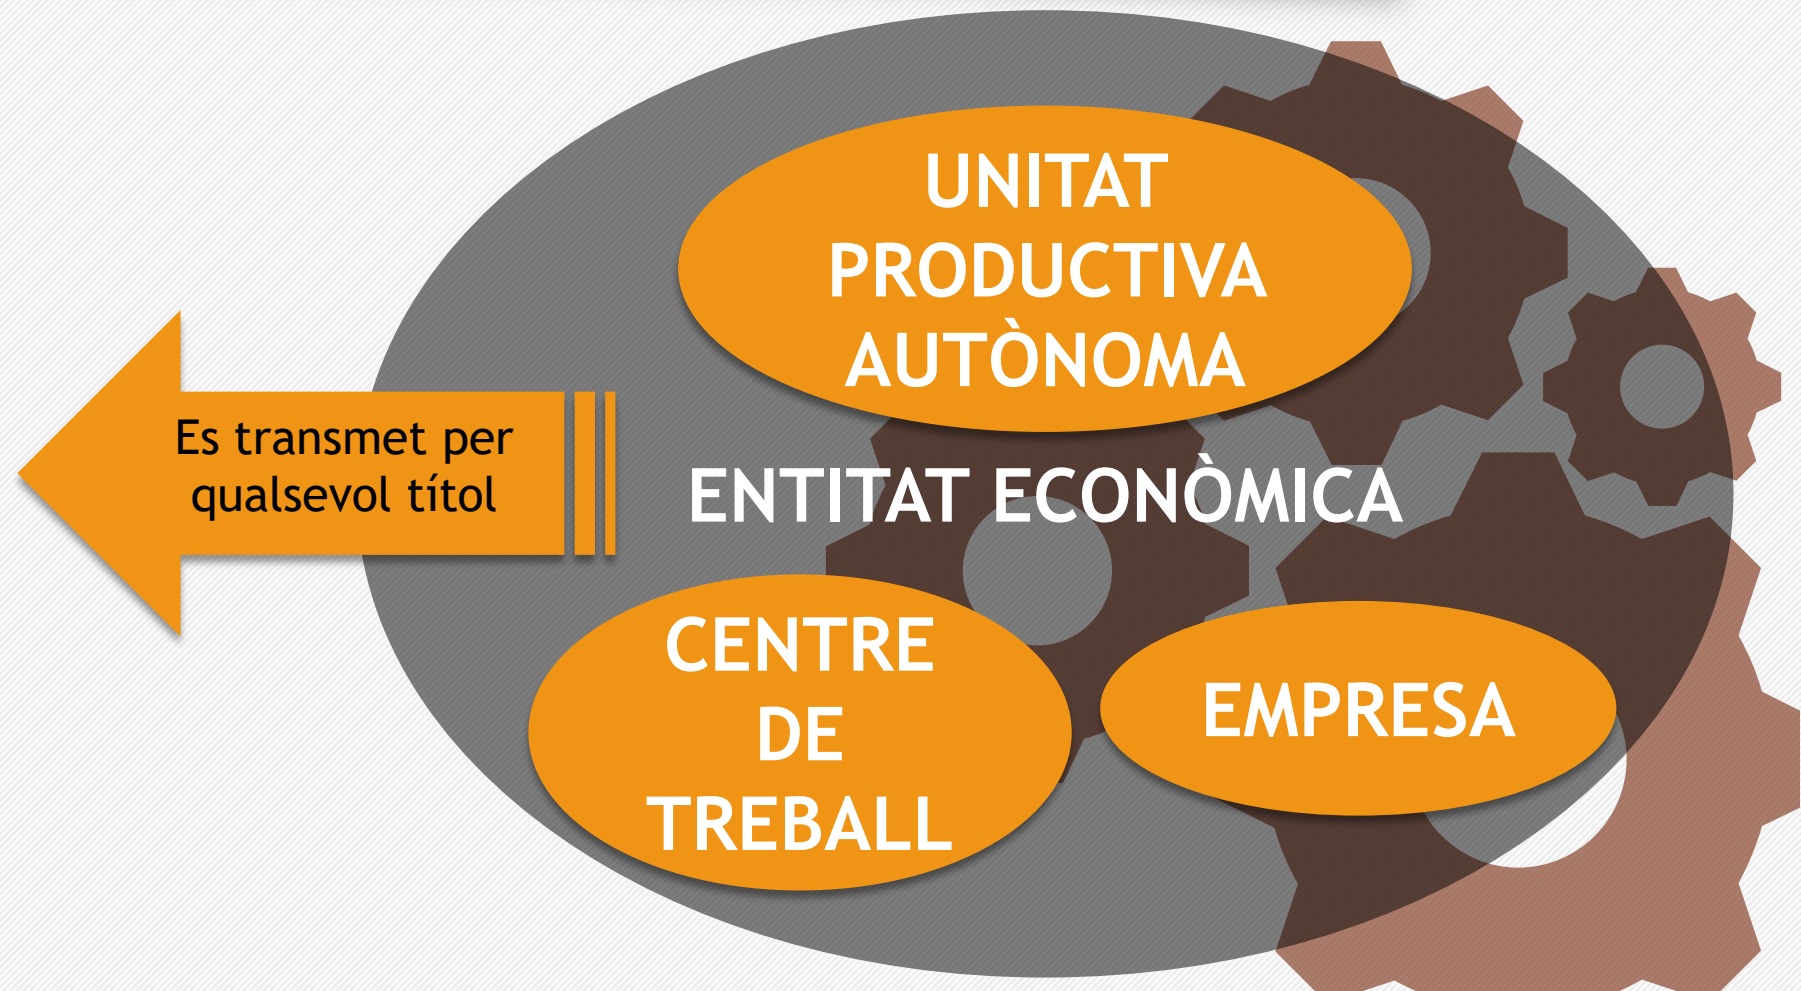 UNITAT
PRODUCTIVA
AUTÒNOMA
Es transmet per
qualsevol títol
ENTITAT ECONÒMICA
CENTRE
DE
TREBALL
EMPRESA